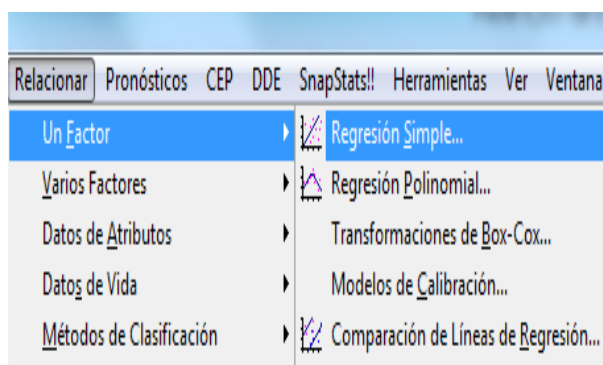 Relacionar Pronósticos CEP DDE SnapStats!! Herramientas Ver Ventana
Un Factor
Regresión Simple...
Varios Factores
Regresión Polinomial...
Datos de Atributos
Transformaciones de Box-Cox...
Datos de Vida
Modelos de Calibración...
Métodos de Clasificación
Comparación de Líneas de Regresión...